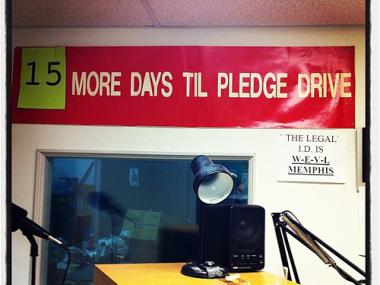 15 MORE DAYS TIL PLEDGE DRIVE
"THE LEGAL"
I.D. IS
W-E-V-L
MEMPHIS